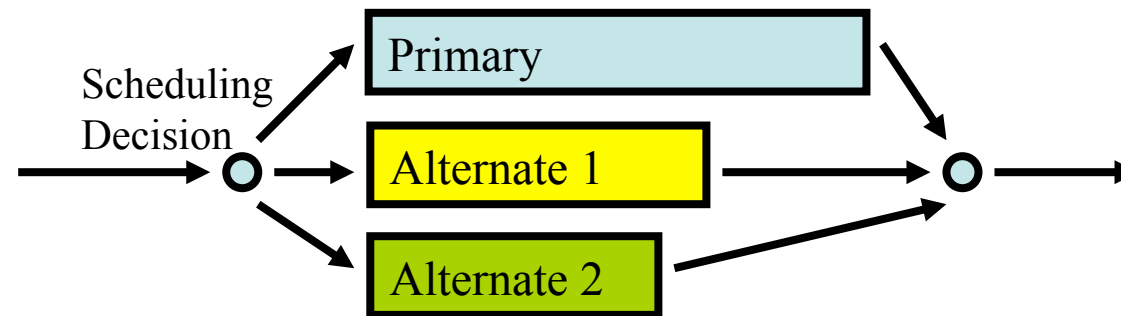 Primary
Scheduling
Decision
Alternate 1
Alternate 2